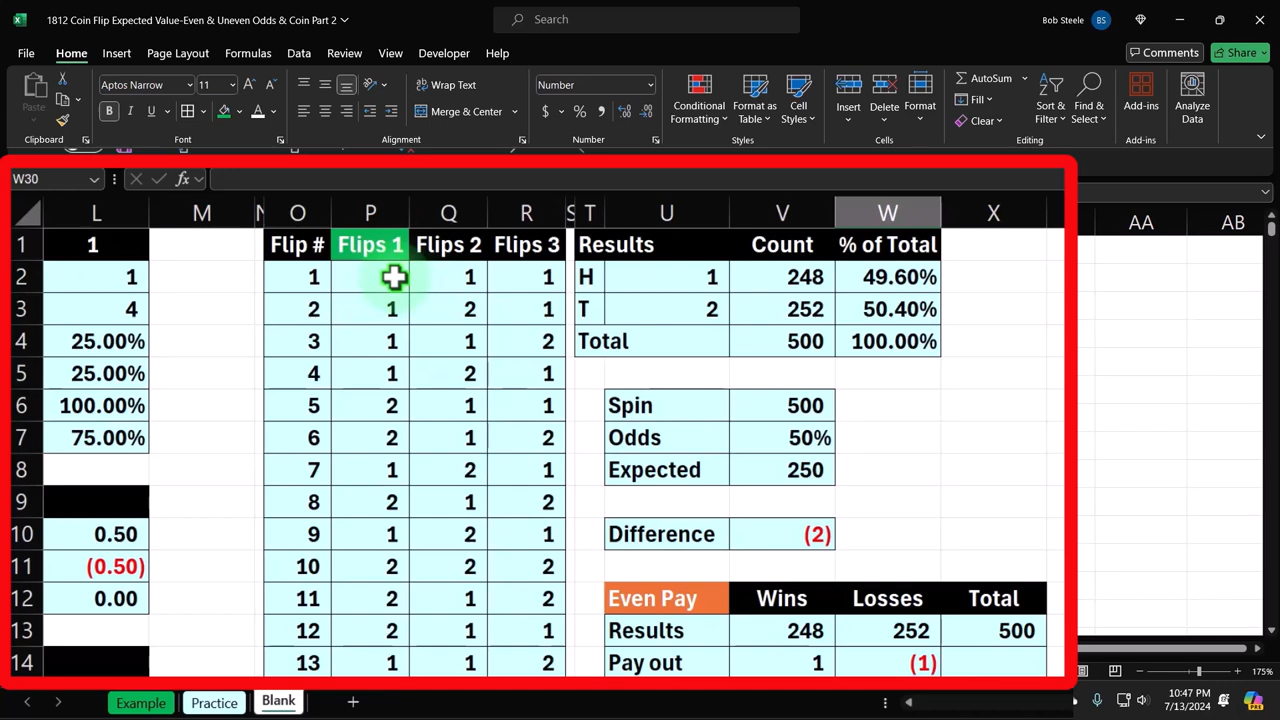 1812 Coin Flip Expected Value-Even & Uneven Odds & Coin Part 2
Search
Bob Steele BS
File Home Insert Page Layout Formulas Data Review View Developer Help
Comments Share
Paste
Aptos Narrow 11
B I U
Wrap Text
Merge & Center
Number
$ % 9
Conditional Formatting
Format as Table
Cell Styles
Insert Delete Format
AutoSum
Fill
Clear
Sort & Filter
Find & Select
Add-ins
Analyze Data
Clipboard Font Alignment Number Styles Cells Editing Add-ins
W30 fx
L M N O P Q R S T U V W X AA AB
1 1 Flip # Flips 1 Flips 2 Flips 3 Results Count % of Total
2 1 1 1 1 H 1 248 49.60%
3 4 2 1 2 1 T 2 252 50.40%
4 25.00% 3 1 1 2 Total 500 100.00%
5 25.00% 4 1 2 1
6 100.00% 5 2 1 1 Spin 500
7 75.00% 6 2 1 2 Odds 50%
8 7 1 2 1 Expected 250
9 8 2 1 2
10 0.50 9 1 2 1 Difference (2)
11 (0.50) 10 2 2 2
12 0.00 11 2 1 2 Even Pay Wins Losses Total
13 12 2 1 1 Results 248 252 500
14 13 1 1 2 Pay out 1 (1)
Example Practice Blank
175%
10:47 PM
7/13/2024